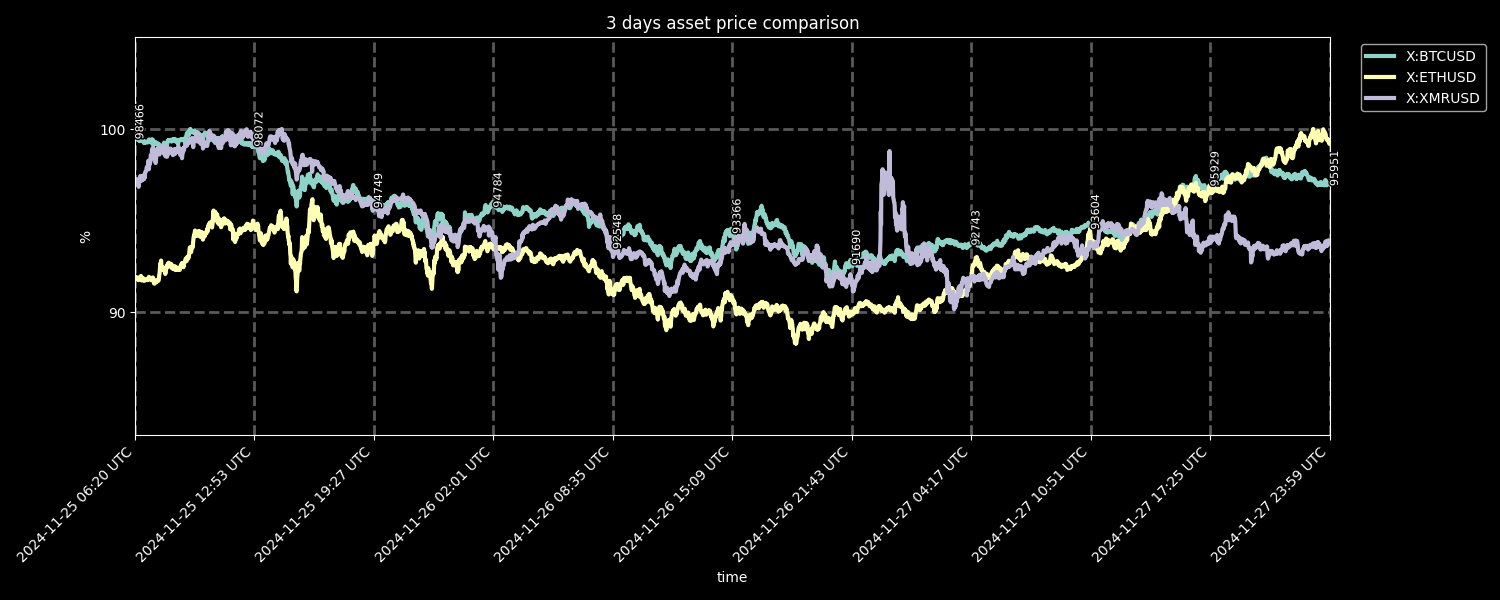 3 days asset price comparison
X:BTCUSD
X:ETHUSD
X:XMRUSD
%
100
90
98466
98072
94749
94784
92548
93366
91690
92743
93604
95929
95951
2024-11-25 06:20 UTC
2024-11-25 12:53 UTC
2024-11-25 19:27 UTC
2024-11-26 02:01 UTC
2024-11-26 08:35 UTC
2024-11-26 15:09 UTC
2024-11-26 21:43 UTC
2024-11-27 04:17 UTC
2024-11-27 10:51 UTC
2024-11-27 17:25 UTC
2024-11-27 23:59 UTC
time